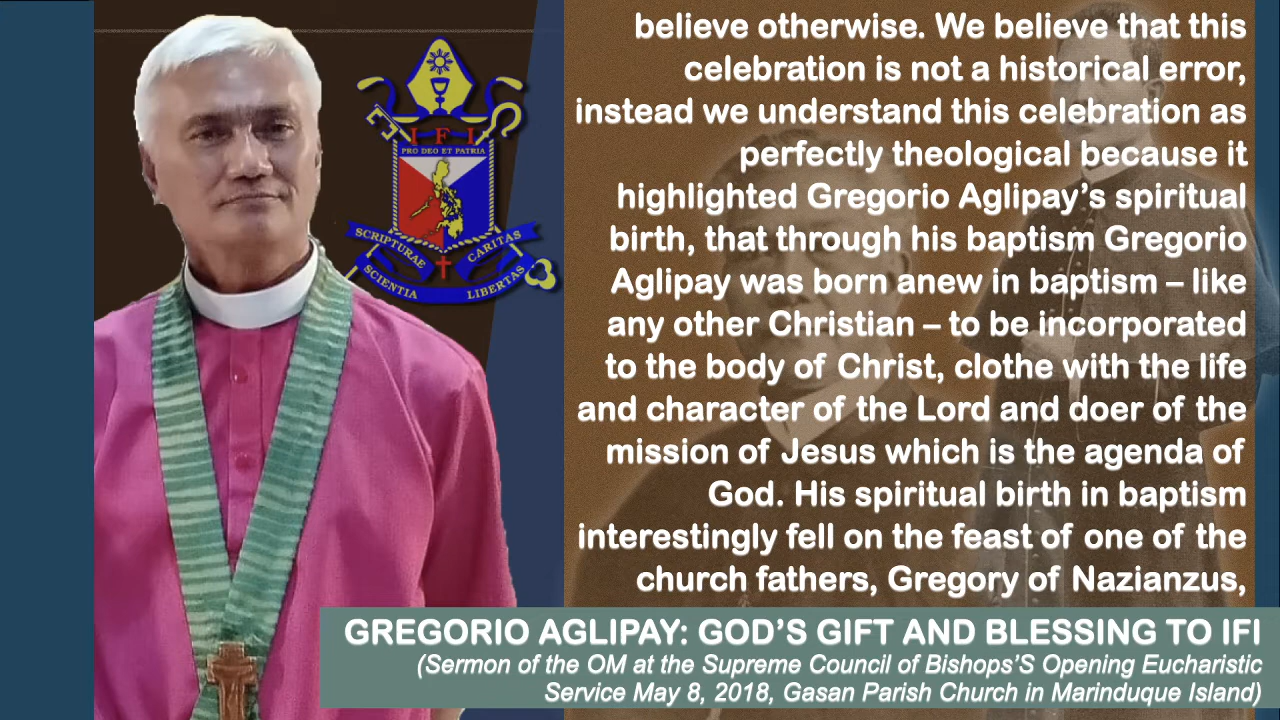 I F I
PRO DEO ET PATRIA
SCRIPTURAE
CARITAS
SCIENTIA
LIBERTAS
believe otherwise. We believe that this
celebration is not a historical error,
instead we understand this celebration as
perfectly theological because it
highlighted Gregorio Aglipay’s spiritual
birth, that through his baptism Gregorio
Aglipay was born anew in baptism – like
any other Christian – to be incorporated
to the body of Christ, clothe with the life
and character of the Lord and doer of the
mission of Jesus which is the agenda of
God. His spiritual birth in baptism
interestingly fell on the feast of one of the
church fathers, Gregory of Nazianzus,
GREGORIO AGLIPAY: GOD’S GIFT AND BLESSING TO IFI
(Sermon of the OM at the Supreme Council of Bishops’S Opening Eucharistic
Service May 8, 2018, Gasan Parish Church in Marinduque Island)